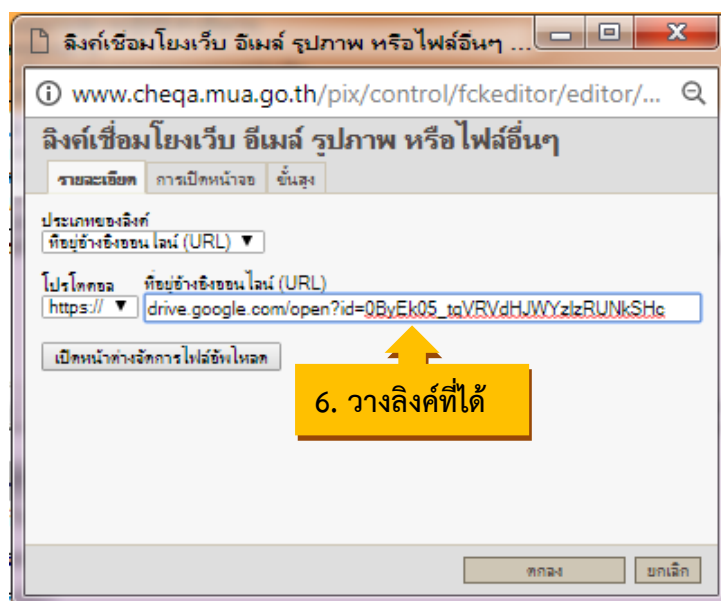 ลิงค์เชื่อมโยงเว็บ อีเมล์ รูปภาพ หรือไฟล์อื่นๆ ...
www.cheqa.mua.go.th/pix/control/fckeditor/editor/...
ลิงค์เชื่อมโยงเว็บ อีเมล์ รูปภาพ หรือไฟล์อื่นๆ
รายละเอียด การเปิดหน้าจอ ขั้นสูง
ประเภทของลิงค์
ที่อยู่อ้างอิงออนไลน์ (URL) ▼
โปรโตคอล ที่อยู่อ้างอิงออนไลน์ (URL)
https:// ▼ drive.google.com/open?id=0ByEk05_tqVRVdHJWYzlzRUNkSHc
เปิดหน้าต่างจัดการไฟล์อัพโหลด
6. วางลิงค์ที่ได้
ตกลง ยกเลิก